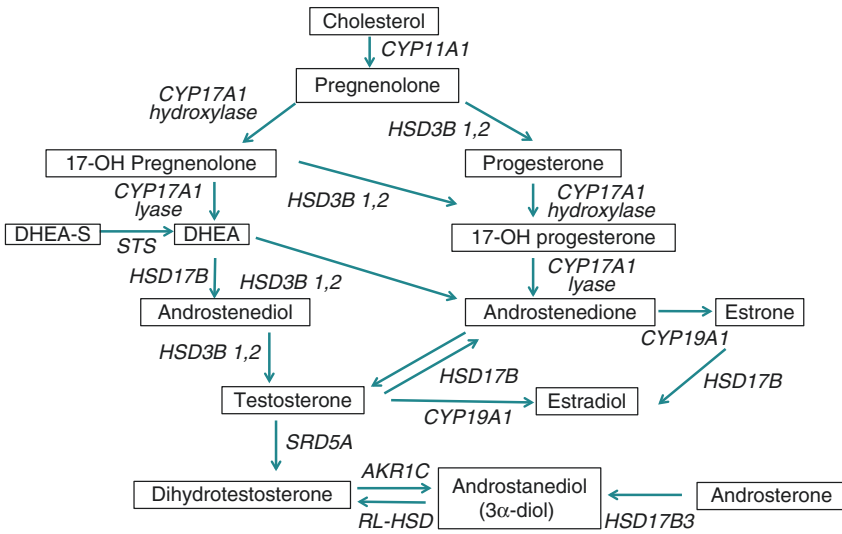 Cholesterol
CYP11A1
Pregnenolone
CYP17A1
hydroxylase
HSD3B 1,2
17-OH Pregnenolone
Progesterone
CYP17A1
lyase
HSD3B 1,2
CYP17A1
hydroxylase
DHEA-S
STS
DHEA
17-OH progesterone
HSD17B
HSD3B 1,2
CYP17A1
lyase
Androstenediol
Androstenedione
Estrone
CYP19A1
HSD3B 1,2
HSD17B
HSD17B
Testosterone
CYP19A1
Estradiol
SRD5A
Dihydrotestosterone
AKR1C
RL-HSD
Androstanediol
(3α-diol)
HSD17B3
Androsterone